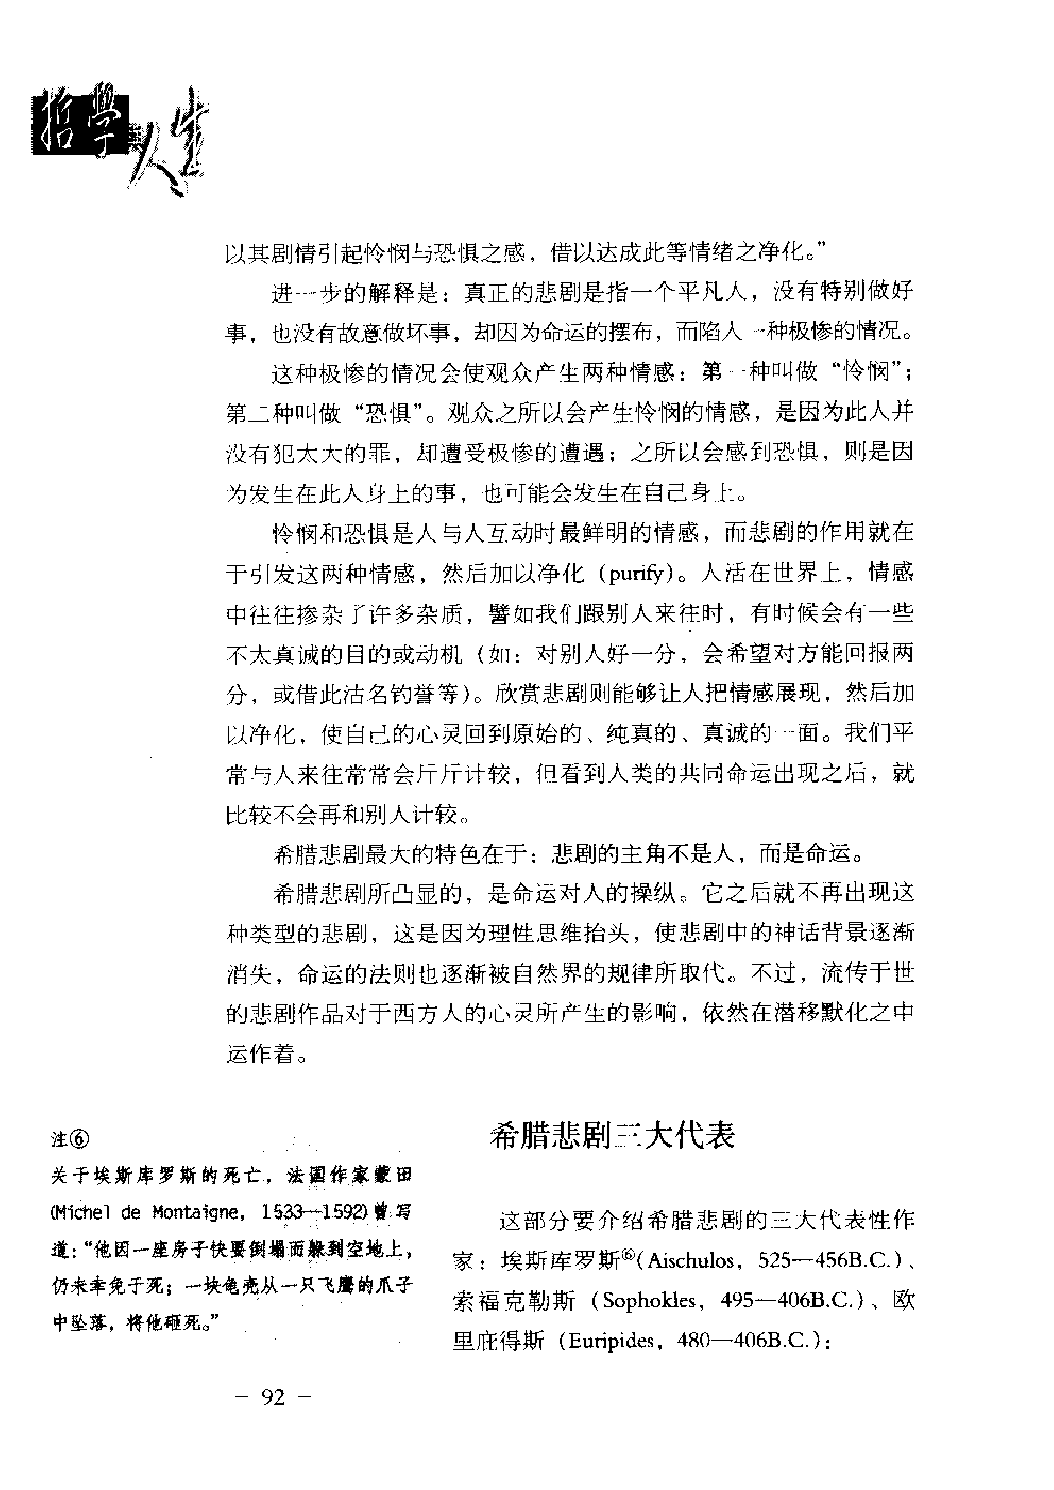 哲學與人生
以其剧情引起怜悯与恐惧之感，借以达成此等情绪之净化。”
进一步的解释是：真正的悲剧是指一个平凡人，没有特别做好
事，也没有故意做坏事，却因为命运的摆布，而陷入一种极惨的情况。
这种极惨的情况会使观众产生两种情感：第一种叫做“怜悯”；
第二种叫做“恐惧”。观众之所以会产生怜悯的情感，是因为此人并
没有犯太大的罪，却遭受极惨的遭遇；之所以会感到恐惧，则是因
为发生在此人身上的事，也可能会发生在自己身上。
怜悯和恐惧是人与人互动时最鲜明的情感，而悲剧的作用就在
于引发这两种情感，然后加以净化（purify）。人活在世界上，情感
中往往掺杂了许多杂质，譬如我们跟别人来往时，有时候会有一些
不太真诚的目的或动机（如：对别人好一分，会希望对方能回报两
分，或借此沽名钓誉等）。欣赏悲剧则能够让人把情感展现，然后加
以净化，使自己的心灵回到原始的、纯真的、真诚的一面。我们平
常与人来往常常会斤斤计较，但看到人类的共同命运出现之后，就
比较不会再和别人计较。
希腊悲剧最大的特色在于：悲剧的主角不是人，而是命运。
希腊悲剧所凸显的，是命运对人的操纵。它之后就不再出现这
种类型的悲剧，这是因为理性思维抬头，使悲剧中的神话背景逐渐
消失，命运的法则也逐渐被自然界的规律所取代。不过，流传于世
的悲剧作品对于西方人的心灵所产生的影响，依然在潜移默化之中
运作着。
注⑥
关于埃斯库罗斯的死亡，法国作家蒙田
(Michel de Montaigne, 1533—1592)曾写
道：“他因一座房子快要倒塌而躲到空地上，
仍未幸免于死；一块龟壳从一只飞鹰的爪子
中坠落，将他砸死。”
希腊悲剧三大代表
这部分要介绍希腊悲剧的三大代表性作
家：埃斯库罗斯⑥(Aischulos，525—456B.C.)、
索福克勒斯（Sophokles，495—406B.C.）、欧
里庇得斯（Euripides，480—406B.C.）：
- 92 -